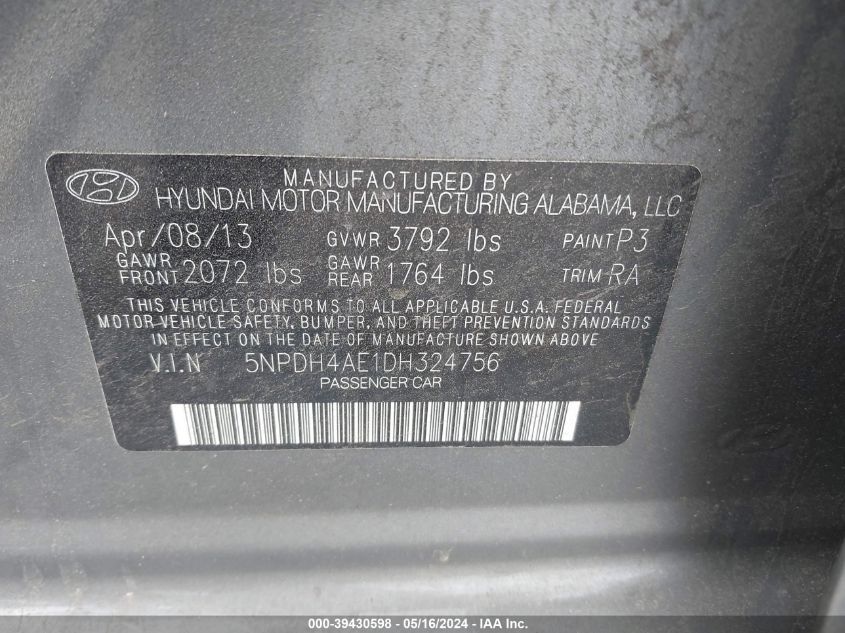 MANUFACTURED BY
HYUNDAI MOTOR MANUFACTURING ALABAMA, LLC
Apr/08/13 GVWR 3792 lbs PAINT P3
GAWR FRONT 2072 lbs GAWR REAR 1764 lbs TRIM RA
THIS VEHICLE CONFORMS TO ALL APPLICABLE U.S.A. FEDERAL
MOTOR VEHICLE SAFETY, BUMPER, AND THEFT PREVENTION STANDARDS
IN EFFECT ON THE DATE OF MANUFACTURE SHOWN ABOVE.
V.I.N 5NPDH4AE1DH324756
PASSENGER CAR
000-39430598 - 05/16/2024 - IAA Inc.